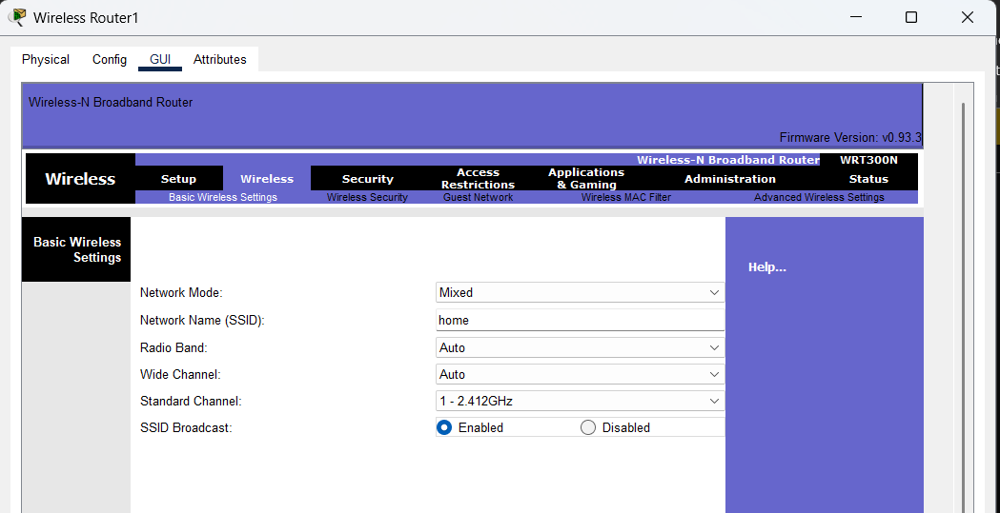 Wireless Router1
Physical Config GUI Attributes
Wireless-N Broadband Router
Firmware Version: v0.93.3
Wireless-N Broadband Router WRT300N
Wireless
Setup Wireless Security Access Restrictions Applications & Gaming Administration Status
Basic Wireless Settings Wireless Security Guest Network Wireless MAC Filter Advanced Wireless Settings
Basic Wireless
Settings
Help...
Network Mode: Mixed
Network Name (SSID): home
Radio Band: Auto
Wide Channel: Auto
Standard Channel: 1 - 2.412GHz
SSID Broadcast: Enabled Disabled